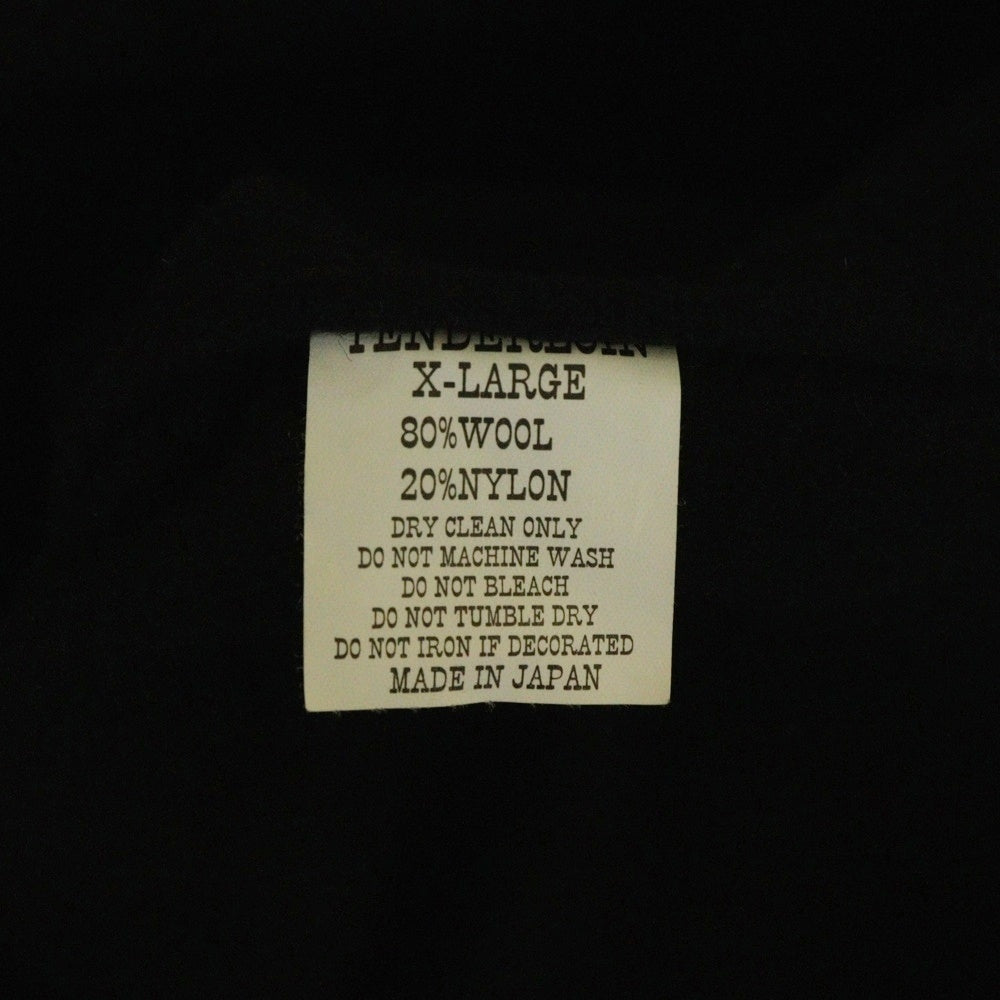 TENDERLOIN
X-LARGE
80%WOOL
20%NYLON
DRY CLEAN ONLY
DO NOT MACHINE WASH
DO NOT BLEACH
DO NOT TUMBLE DRY
DO NOT IRON IF DECORATED
MADE IN JAPAN